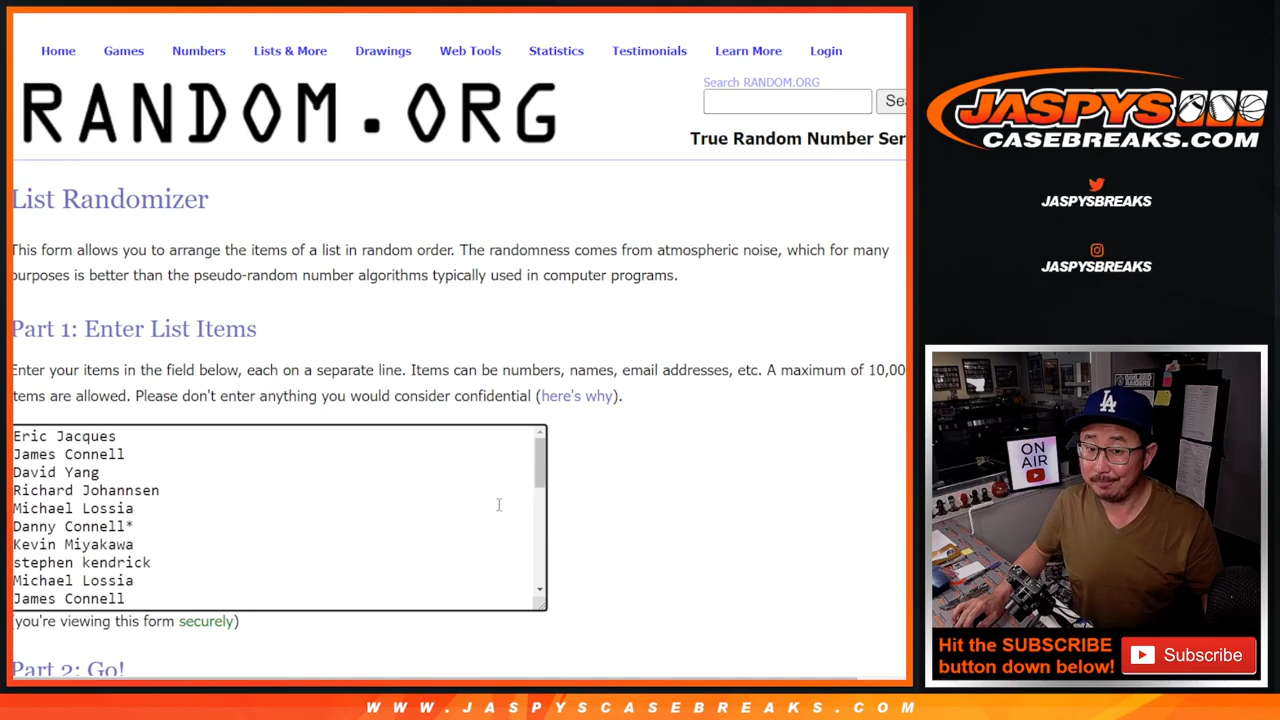 Home Games Numbers Lists & More Drawings Web Tools Statistics Testimonials Learn More Login
RANDOM.ORG
Search RANDOM.ORG
True Random Number Ser
List Randomizer
This form allows you to arrange the items of a list in random order. The randomness comes from atmospheric noise, which for many
purposes is better than the pseudo-random number algorithms typically used in computer programs.
Part 1: Enter List Items
Enter your items in the field below, each on a separate line. Items can be numbers, names, email addresses, etc. A maximum of 10,00
items are allowed. Please don't enter anything you would consider confidential (here's why).
Eric Jacques
James Connell
David Yang
Richard Johannsen
Michael Lossia
Danny Connell*
Kevin Miyakawa
stephen kendrick
Michael Lossia
James Connell
(you're viewing this form securely)
Part 2: Go!
JASPYS
CASEBREAKS.COM
JASPYSBREAKS
JASPYSBREAKS
OAKLAND
RAIDERS
LA
ON
AIR
Hit the SUBSCRIBE
button down below!
Subscribe
WWW.JASPYSCASEBREAKS.COM